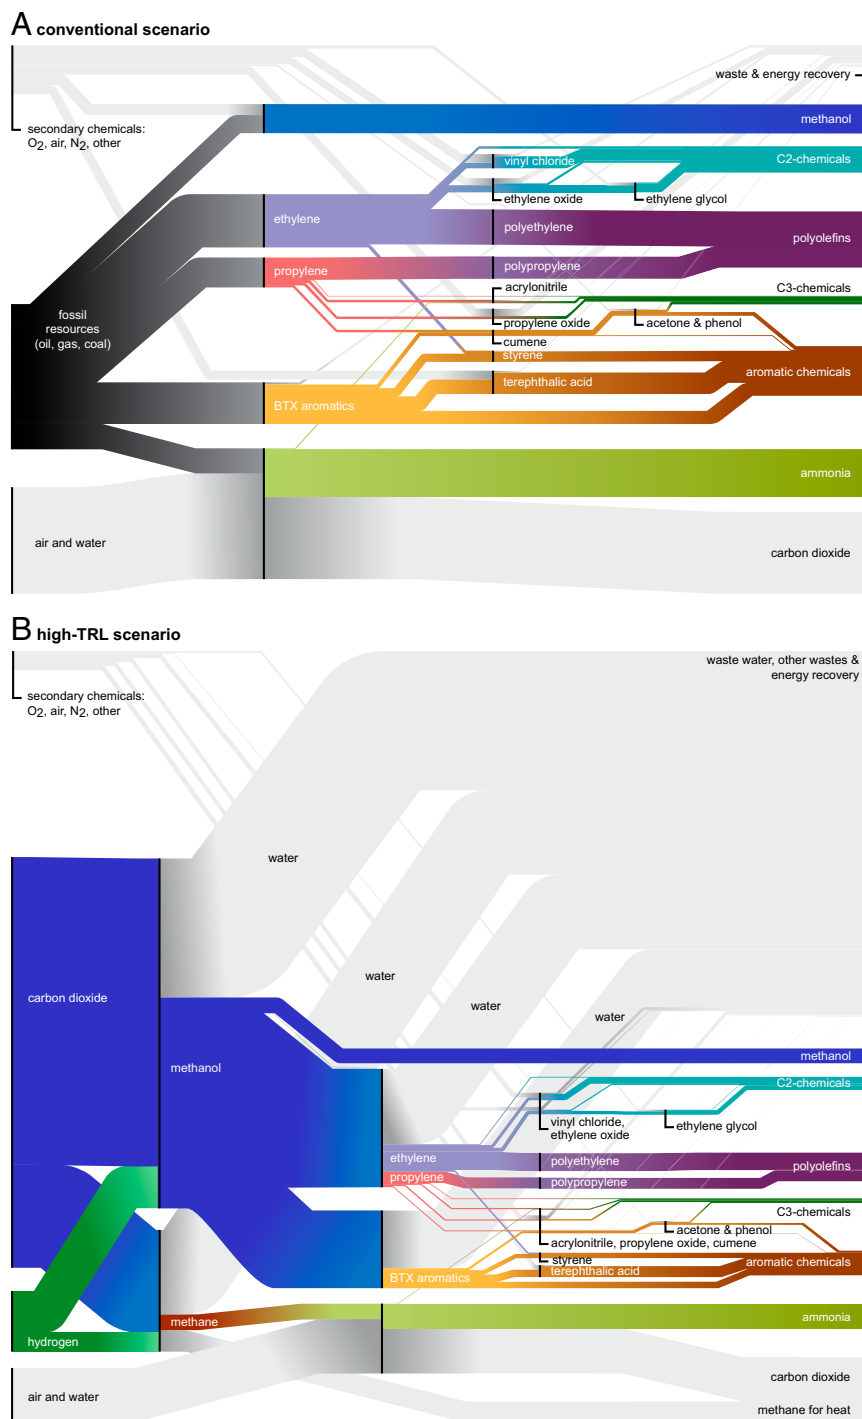 A conventional scenario
waste & energy recovery
secondary chemicals:
O2, air, N2, other
methanol
vinyl chloride
C2-chemicals
ethylene oxide
ethylene glycol
ethylene
polyethylene
polyolefins
propylene
polypropylene
acrylonitrile
C3-chemicals
fossil
resources
(oil, gas, coal)
propylene oxide
acetone & phenol
cumene
styrene
aromatic chemicals
terephthalic acid
BTX aromatics
ammonia
air and water
carbon dioxide
B high-TRL scenario
waste water, other wastes &
energy recovery
secondary chemicals:
O2, air, N2, other
water
water
water
water
carbon dioxide
methanol
methanol
C2-chemicals
vinyl chloride,
ethylene oxide
ethylene glycol
ethylene
polyethylene
polyolefins
propylene
polypropylene
C3-chemicals
acetone & phenol
acrylonitrile, propylene oxide, cumene
styrene
aromatic chemicals
terephthalic acid
BTX aromatics
methane
ammonia
hydrogen
carbon dioxide
air and water
methane for heat